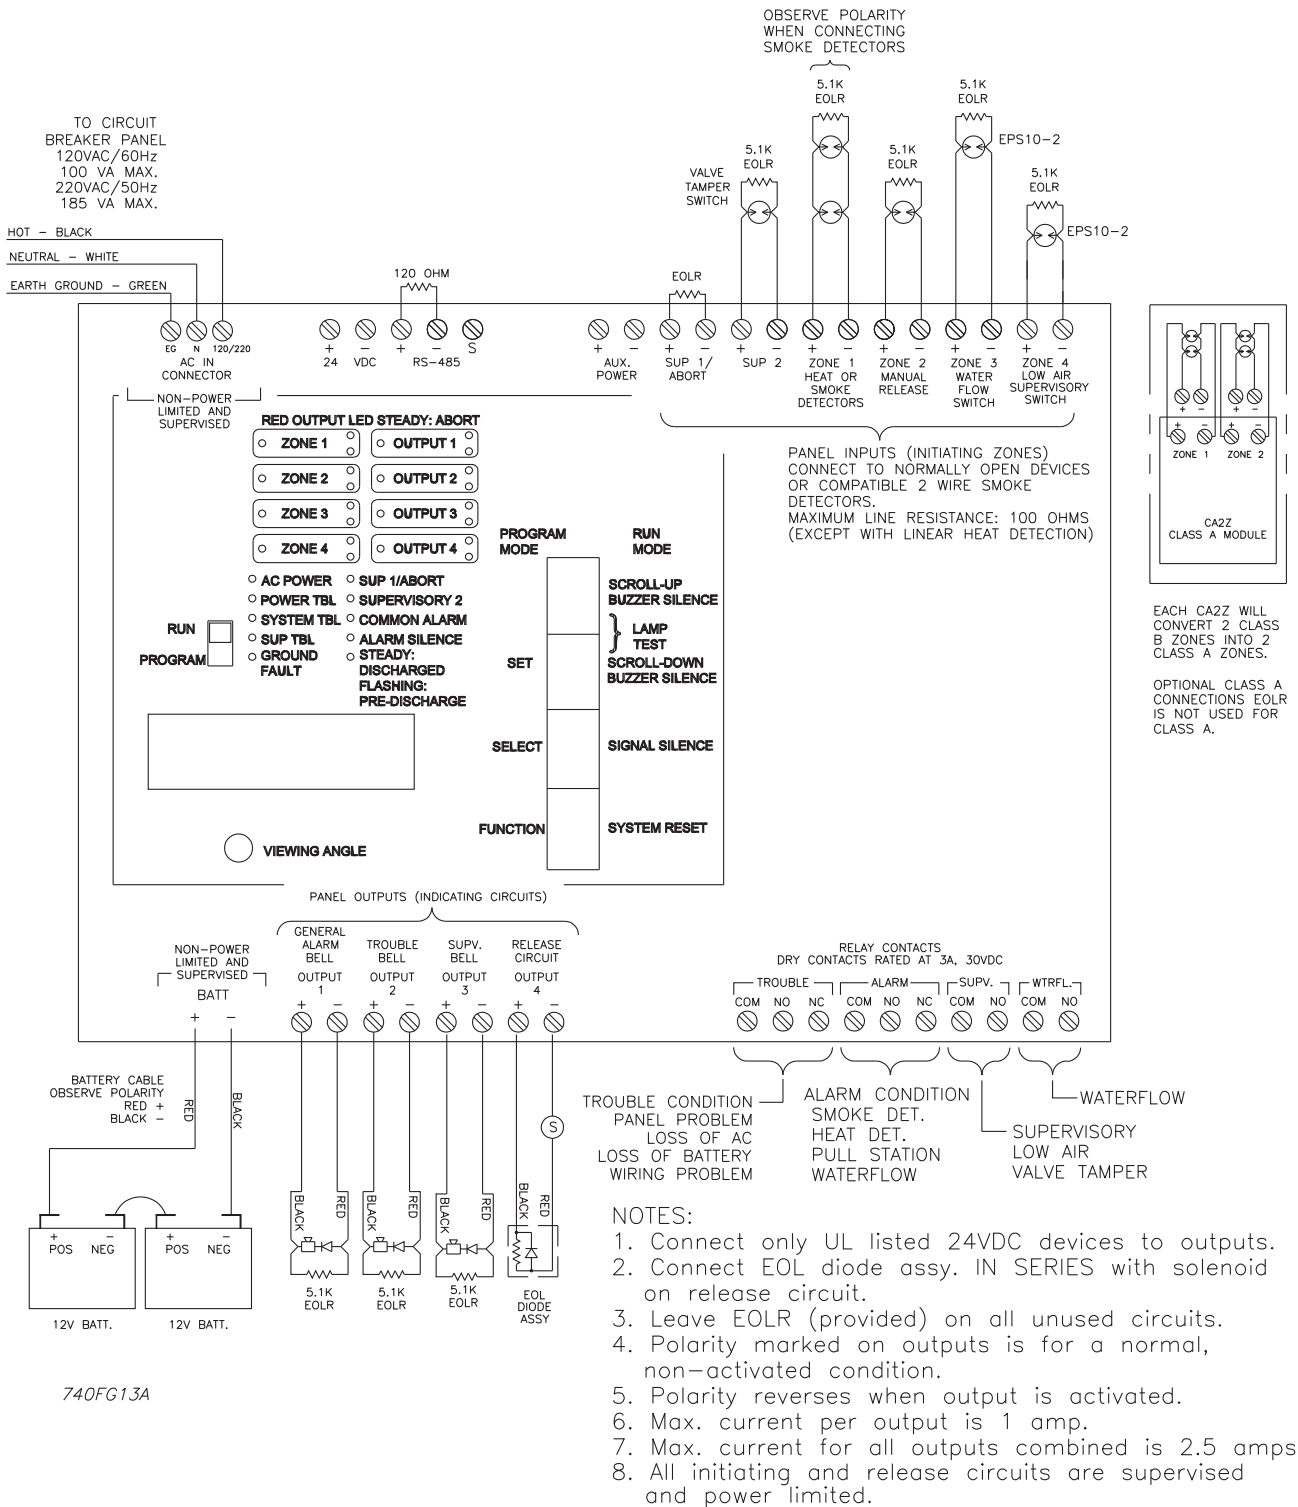 OBSERVE POLARITY
WHEN CONNECTING
SMOKE DETECTORS
5.1K
EOLR
5.1K
EOLR
EPS10-2
5.1K
EOLR
5.1K
EOLR
5.1K
EOLR
EPS10-2
VALVE
TAMPER
SWITCH
TO CIRCUIT
BREAKER PANEL
120VAC/60Hz
100 VA MAX.
220VAC/50Hz
185 VA MAX.
HOT - BLACK
NEUTRAL - WHITE
EARTH GROUND - GREEN
120 OHM
EOLR
EG N 120/220
AC IN
CONNECTOR
NON-POWER
LIMITED AND
SUPERVISED
+ −
24 VDC
+ − S
RS-485
+ −
AUX.
POWER
+ −
SUP 1/
ABORT
+ −
SUP 2
+ −
ZONE 1
HEAT OR
SMOKE
DETECTORS
+ −
ZONE 2
MANUAL
RELEASE
+ −
ZONE 3
WATER
FLOW
SWITCH
+ −
ZONE 4
LOW AIR
SUPERVISORY
SWITCH
PANEL INPUTS (INITIATING ZONES)
CONNECT TO NORMALLY OPEN DEVICES
OR COMPATIBLE 2 WIRE SMOKE
DETECTORS.
MAXIMUM LINE RESISTANCE: 100 OHMS
(EXCEPT WITH LINEAR HEAT DETECTION)
+ − + −
+ − + −
ZONE 1 ZONE 2
CA2Z
CLASS A MODULE
EACH CA2Z WILL
CONVERT 2 CLASS
B ZONES INTO 2
CLASS A ZONES.
OPTIONAL CLASS A
CONNECTIONS EOLR
IS NOT USED FOR
CLASS A.
RED OUTPUT LED STEADY: ABORT
ZONE 1 OUTPUT 1
ZONE 2 OUTPUT 2
ZONE 3 OUTPUT 3
ZONE 4 OUTPUT 4
AC POWER SUP 1/ABORT
POWER TBL SUPERVISORY 2
SYSTEM TBL COMMON ALARM
SUP TBL ALARM SILENCE
GROUND
FAULT
STEADY:
DISCHARGED
FLASHING:
PRE-DISCHARGE
RUN
PROGRAM
PROGRAM
MODE
RUN
MODE
SCROLL-UP
BUZZER SILENCE
LAMP
TEST
SET
SCROLL-DOWN
BUZZER SILENCE
SELECT SIGNAL SILENCE
FUNCTION SYSTEM RESET
VIEWING ANGLE
PANEL OUTPUTS (INDICATING CIRCUITS)
GENERAL
ALARM
BELL
OUTPUT
1
+ −
TROUBLE
BELL
OUTPUT
2
+ −
SUPV.
BELL
OUTPUT
3
+ −
RELEASE
CIRCUIT
OUTPUT
4
+ −
NON-POWER
LIMITED AND
SUPERVISED
BATT
+ −
BATTERY CABLE
OBSERVE POLARITY
RED +
BLACK −
RED
BLACK
+ −
POS NEG
12V BATT.
+ −
POS NEG
12V BATT.
BLACK
RED
5.1K
EOLR
BLACK
RED
5.1K
EOLR
BLACK
RED
5.1K
EOLR
S
BLACK
RED
EOL
DIODE
ASSY
RELAY CONTACTS
DRY CONTACTS RATED AT 3A, 30VDC
TROUBLE ALARM SUPV. WTRFL.
COM NO NC COM NO NC COM NO COM NO
TROUBLE CONDITION
PANEL PROBLEM
LOSS OF AC
LOSS OF BATTERY
WIRING PROBLEM
ALARM CONDITION
SMOKE DET.
HEAT DET.
PULL STATION
WATERFLOW
SUPERVISORY
LOW AIR
VALVE TAMPER
WATERFLOW
NOTES:
1. Connect only UL listed 24VDC devices to outputs.
2. Connect EOL diode assy. IN SERIES with solenoid
on release circuit.
3. Leave EOLR (provided) on all unused circuits.
4. Polarity marked on outputs is for a normal,
non-activated condition.
5. Polarity reverses when output is activated.
6. Max. current per output is 1 amp.
7. Max. current for all outputs combined is 2.5 amps
8. All initiating and release circuits are supervised
and power limited.
740FG13A